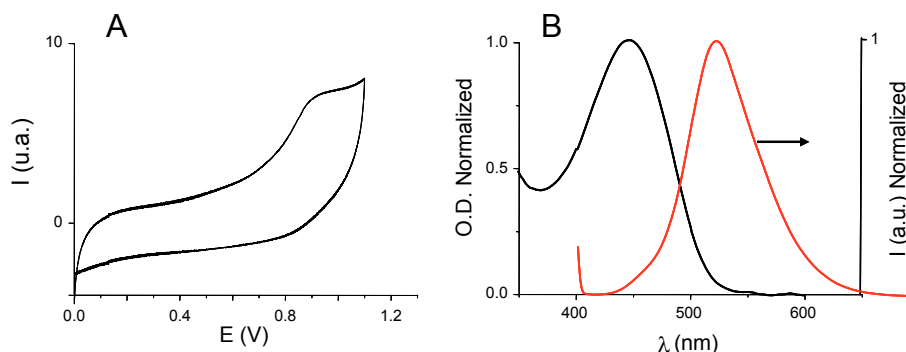 A
10
0
I (u.a.)
0.0 0.4 0.8 1.2
E (V)
B
1.0
0.5
0.0
O.D. Normalized
1
I (a.u.) Normalized
400 500 600
λ (nm)